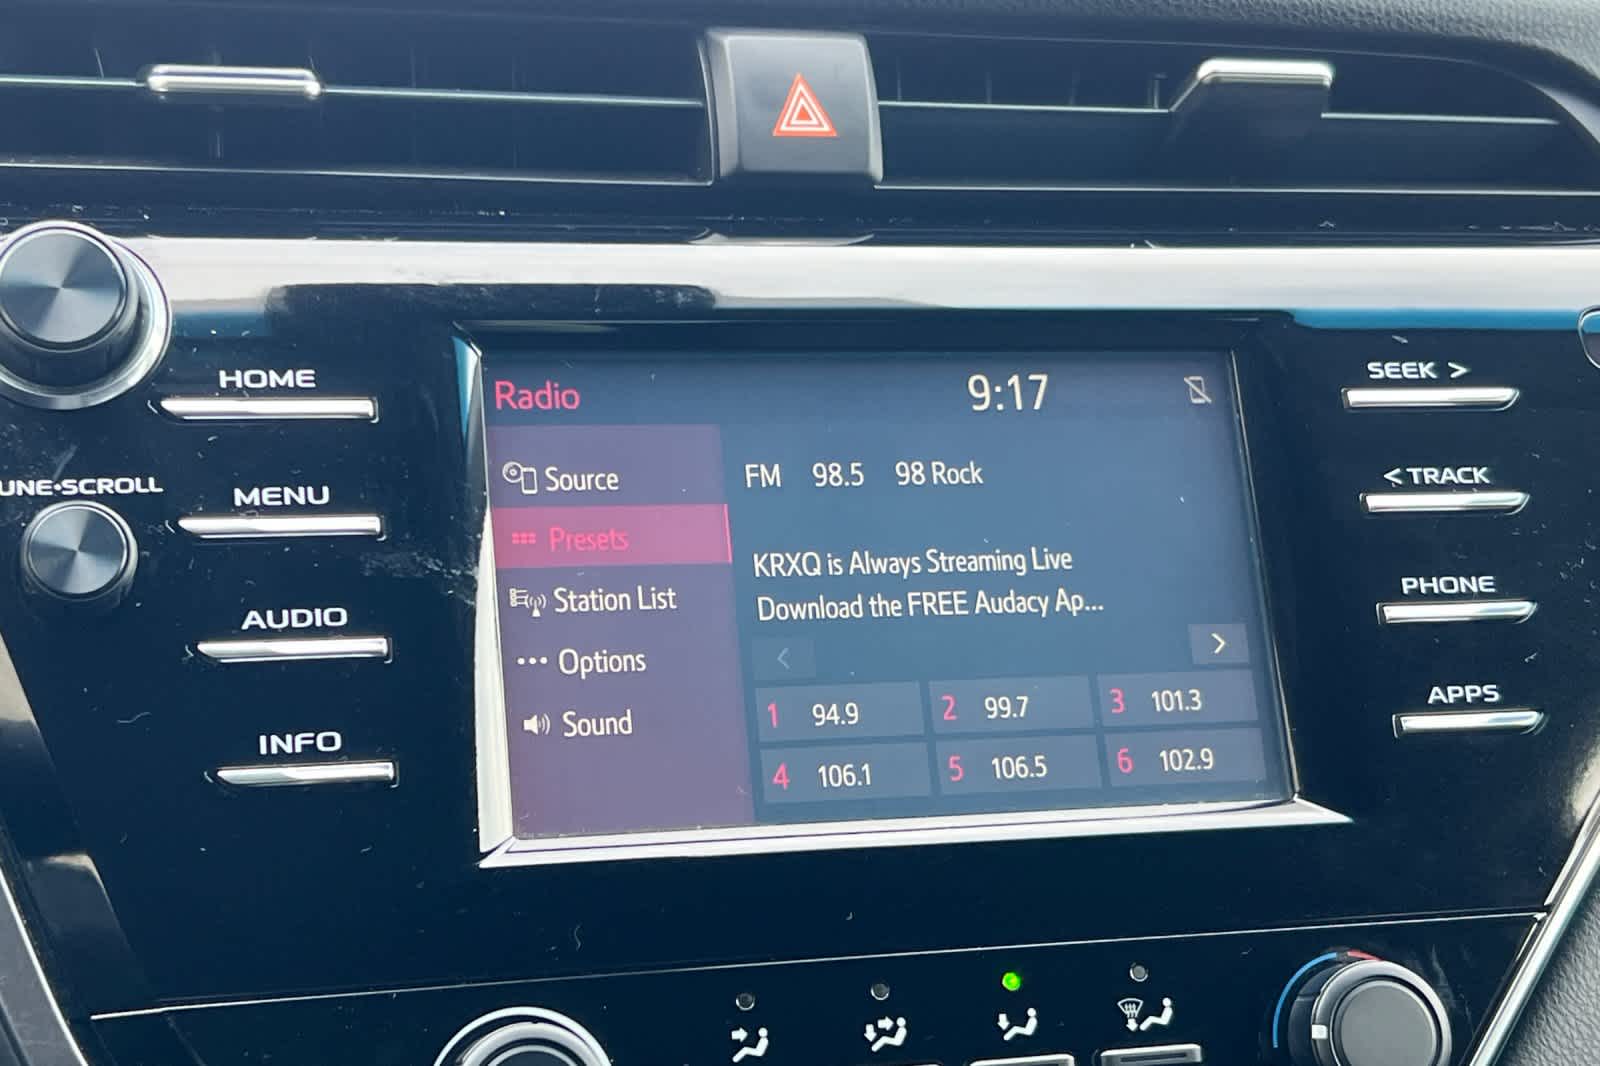 Radio 9:17
HOME
SEEK >
Source
FM 98.5 98 Rock
<TRACK
UNE•SCROLL
MENU
Presets
KRXQ is Always Streaming Live
Download the FREE Audacy Ap...
PHONE
Station List
AUDIO
Options
< >
APPS
1 94.9 2 99.7 3 101.3
Sound
INFO
4 106.1 5 106.5 6 102.9